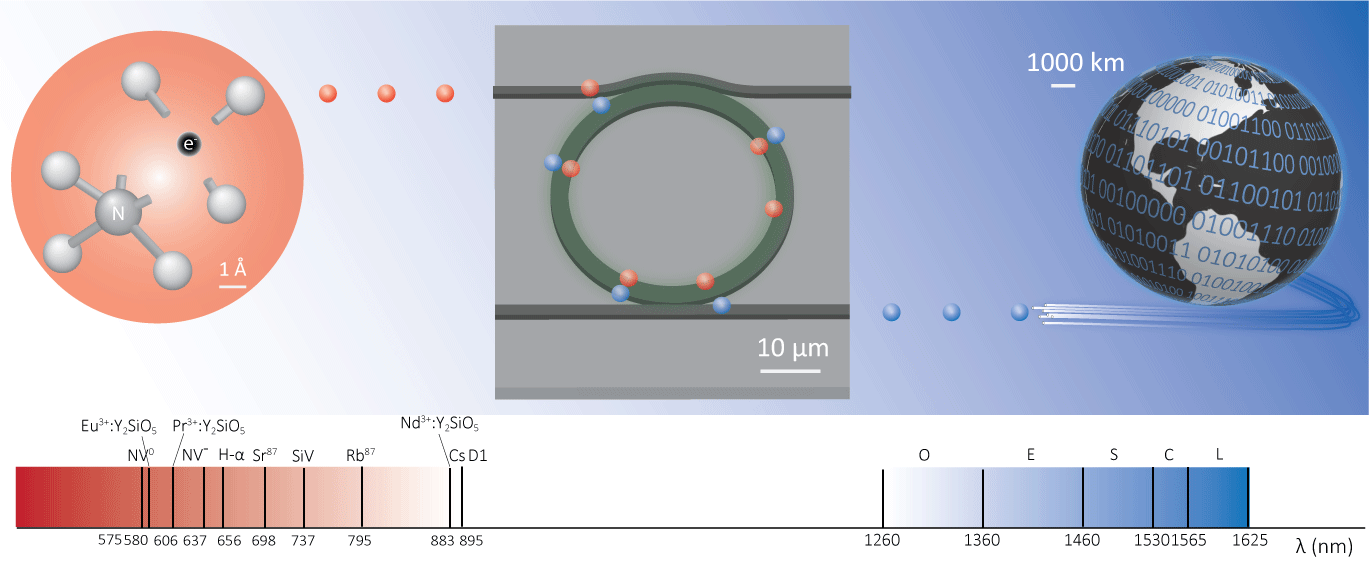 1000 km
e⁻
N
1 Å
10 µm
Eu³⁺:Y₂SiO₅ Pr³⁺:Y₂SiO₅ Nd³⁺:Y₂SiO₅
NV⁰ NV⁻ H-α Sr⁸⁷ SiV Rb⁸⁷ Cs D1 O E S C L
575 580 606 637 656 698 737 795 883 895 1260 1360 1460 1530 1565 1625
λ (nm)